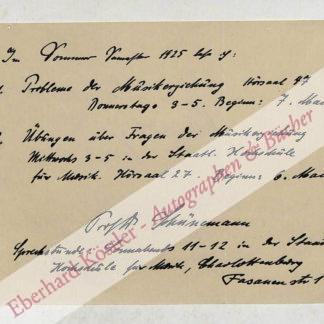 Im Sommer Semester 1925 lese ich:
1. Probleme der Musikerziehung Hörsaal 47
Donnerstags 3-5. Beginn: 7. Mai
2. Übungen über Fragen der Musikerziehung
Mittwochs 3-5 in der Staatl. Hochschule
für Musik. Hörsaal 27. Beginn: 6. Mai
Prof. Dr. Schünemann
Sprechstunde: Sonnabends 11-12 in der Staatl
Hochschule für Musik, Charlottenburg
Fasanenstr 1
Eberhard Köstler - Autographen & Bücher